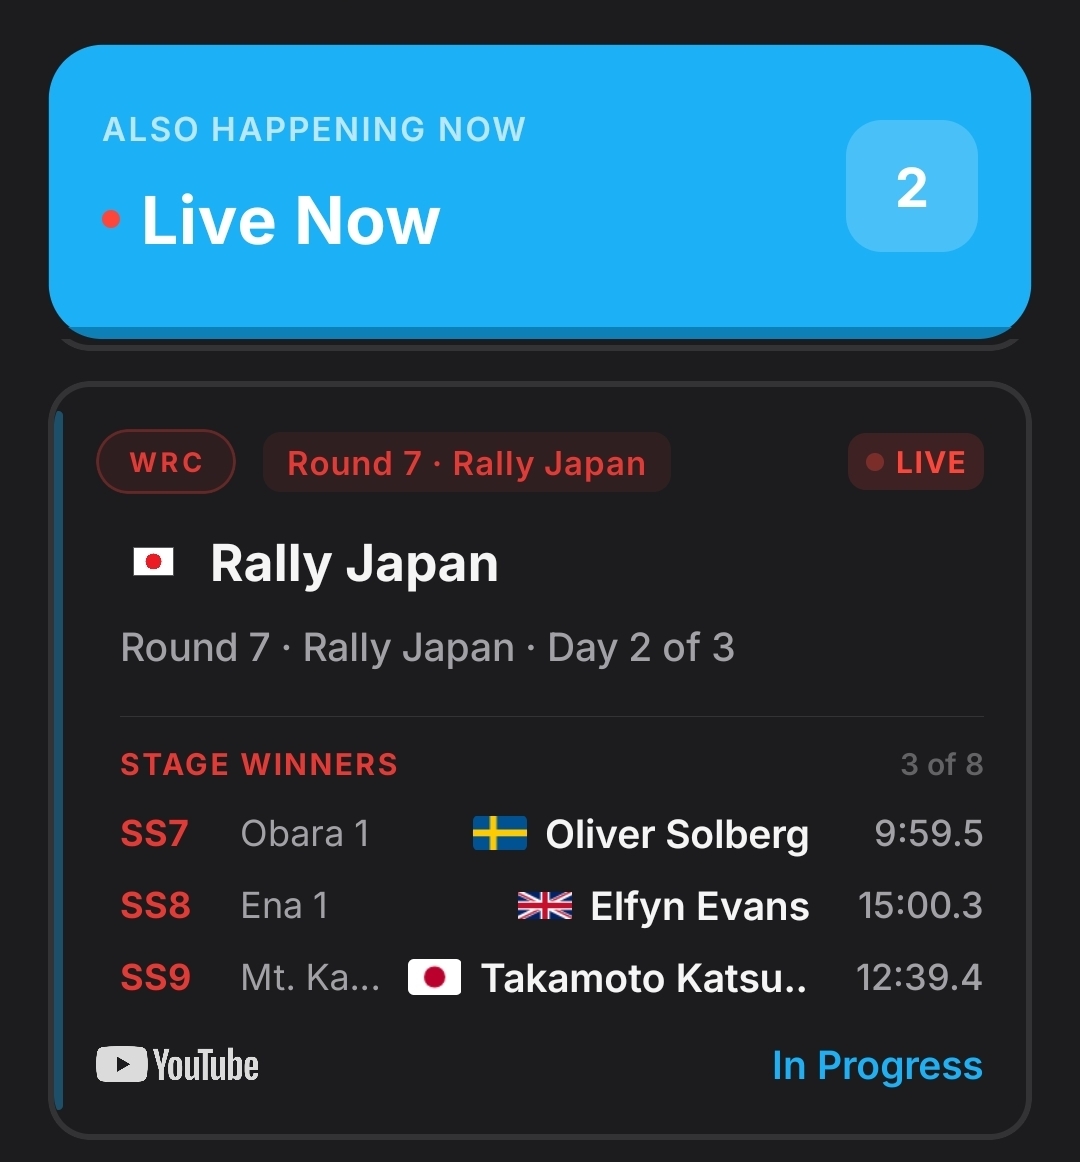 ALSO HAPPENING NOW
Live Now
2
WRC Round 7 · Rally Japan LIVE
Rally Japan
Round 7 · Rally Japan · Day 2 of 3
STAGE WINNERS 3 of 8
SS7 Obara 1 Oliver Solberg 9:59.5
SS8 Ena 1 Elfyn Evans 15:00.3
SS9 Mt. Ka... Takamoto Katsu.. 12:39.4
YouTube In Progress